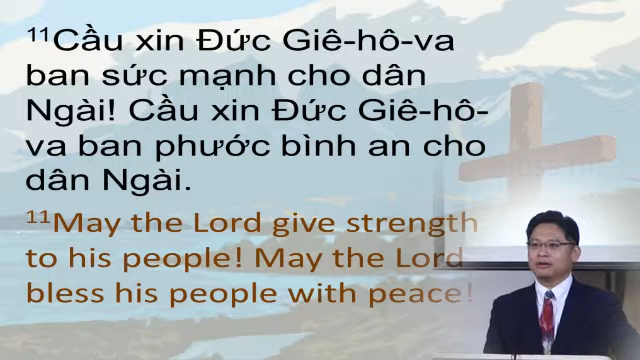 ¹¹Cầu xin Đức Giê-hô-va
ban sức mạnh cho dân
Ngài! Cầu xin Đức Giê-hô-
va ban phước bình an cho
dân Ngài.
¹¹May the Lord give strength
to his people! May the Lord
bless his people with peace!